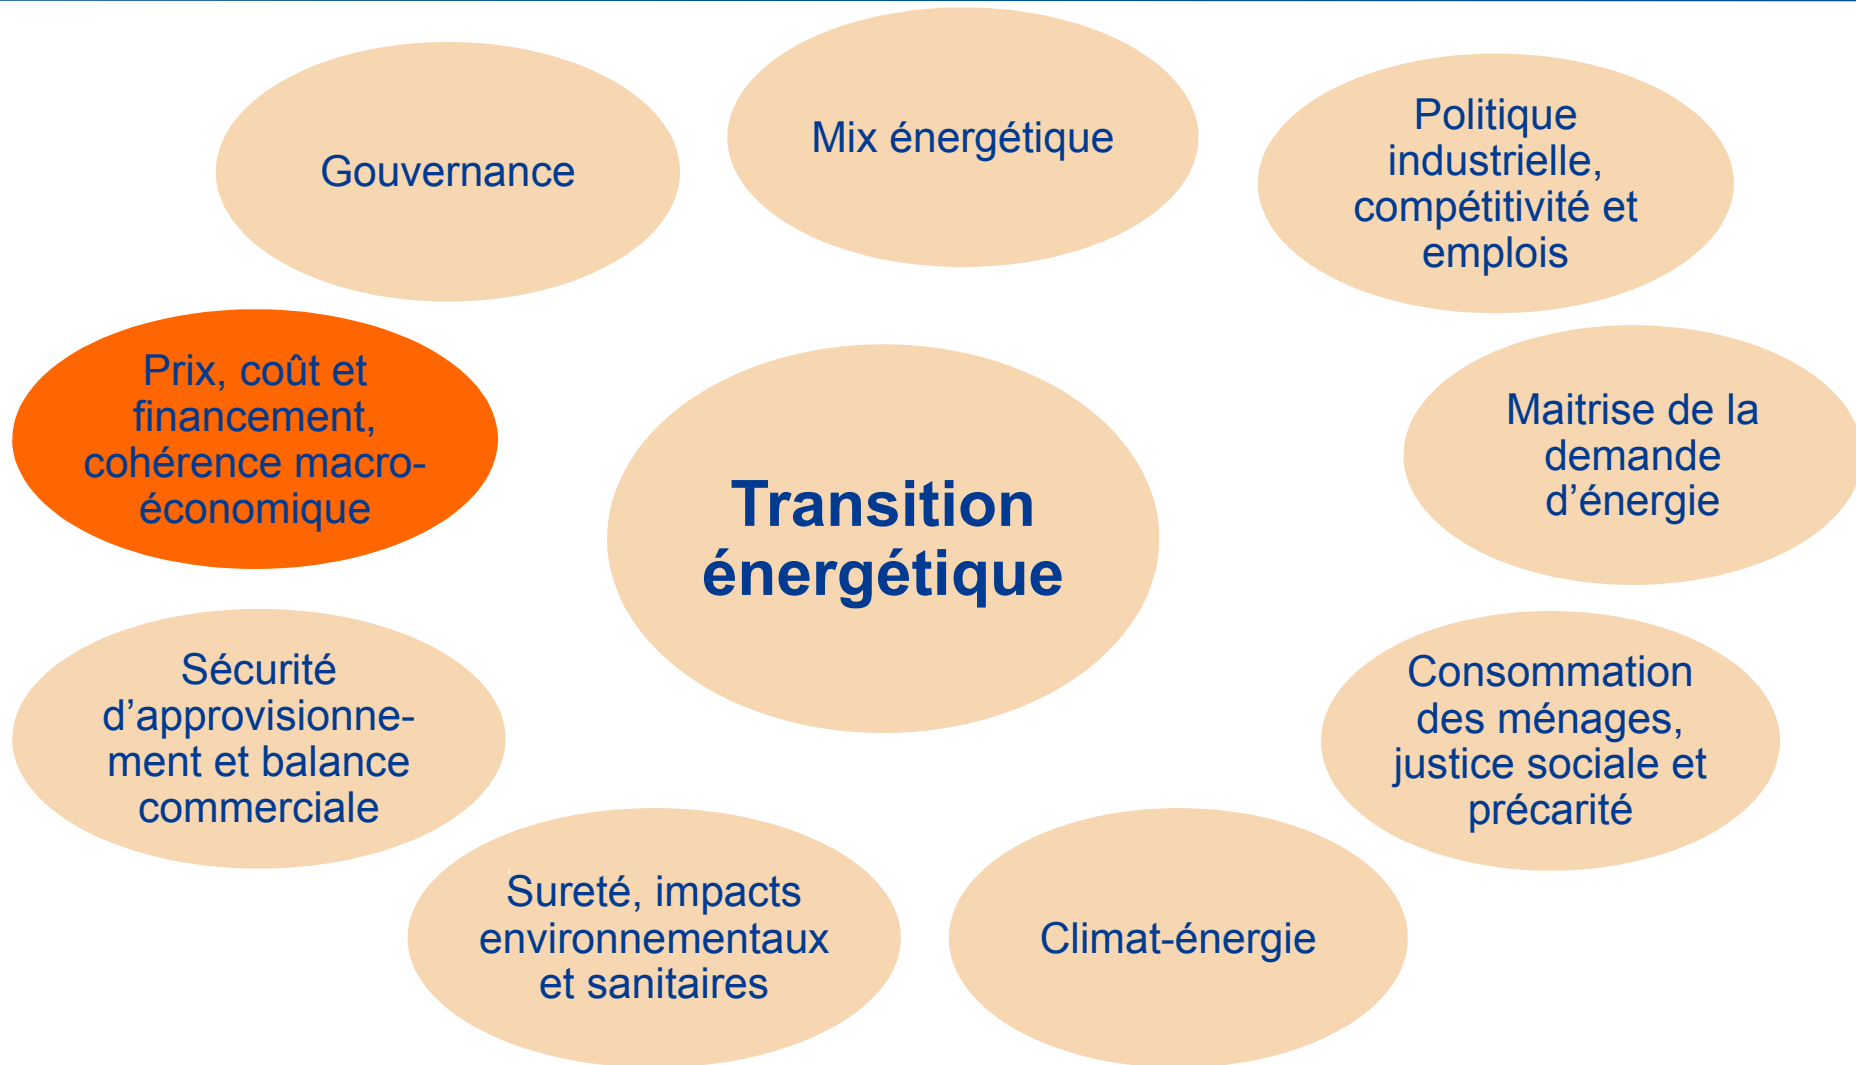 Gouvernance
Mix énergétique
Politique
industrielle,
compétitivité et
emplois
Prix, coût et
financement,
cohérence macro-
économique
Transition
énergétique
Maitrise de la
demande
d’énergie
Sécurité
d’approvisionne-
ment et balance
commerciale
Consommation
des ménages,
justice sociale et
précarité
Sureté, impacts
environnementaux
et sanitaires
Climat-énergie